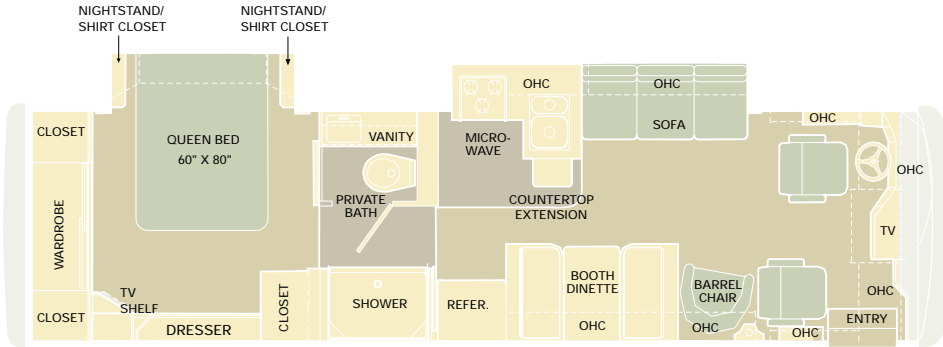 NIGHTSTAND/
SHIRT CLOSET
NIGHTSTAND/
SHIRT CLOSET
CLOSET
WARDROBE
CLOSET
QUEEN BED
60" X 80"
TV
SHELF
DRESSER
CLOSET
VANITY
PRIVATE
BATH
SHOWER
OHC
MICRO-
WAVE
COUNTERTOP
EXTENSION
REFER.
OHC
SOFA
BOOTH
DINETTE
OHC
BARREL
CHAIR
OHC
OHC
OHC
TV
OHC
ENTRY
OHC